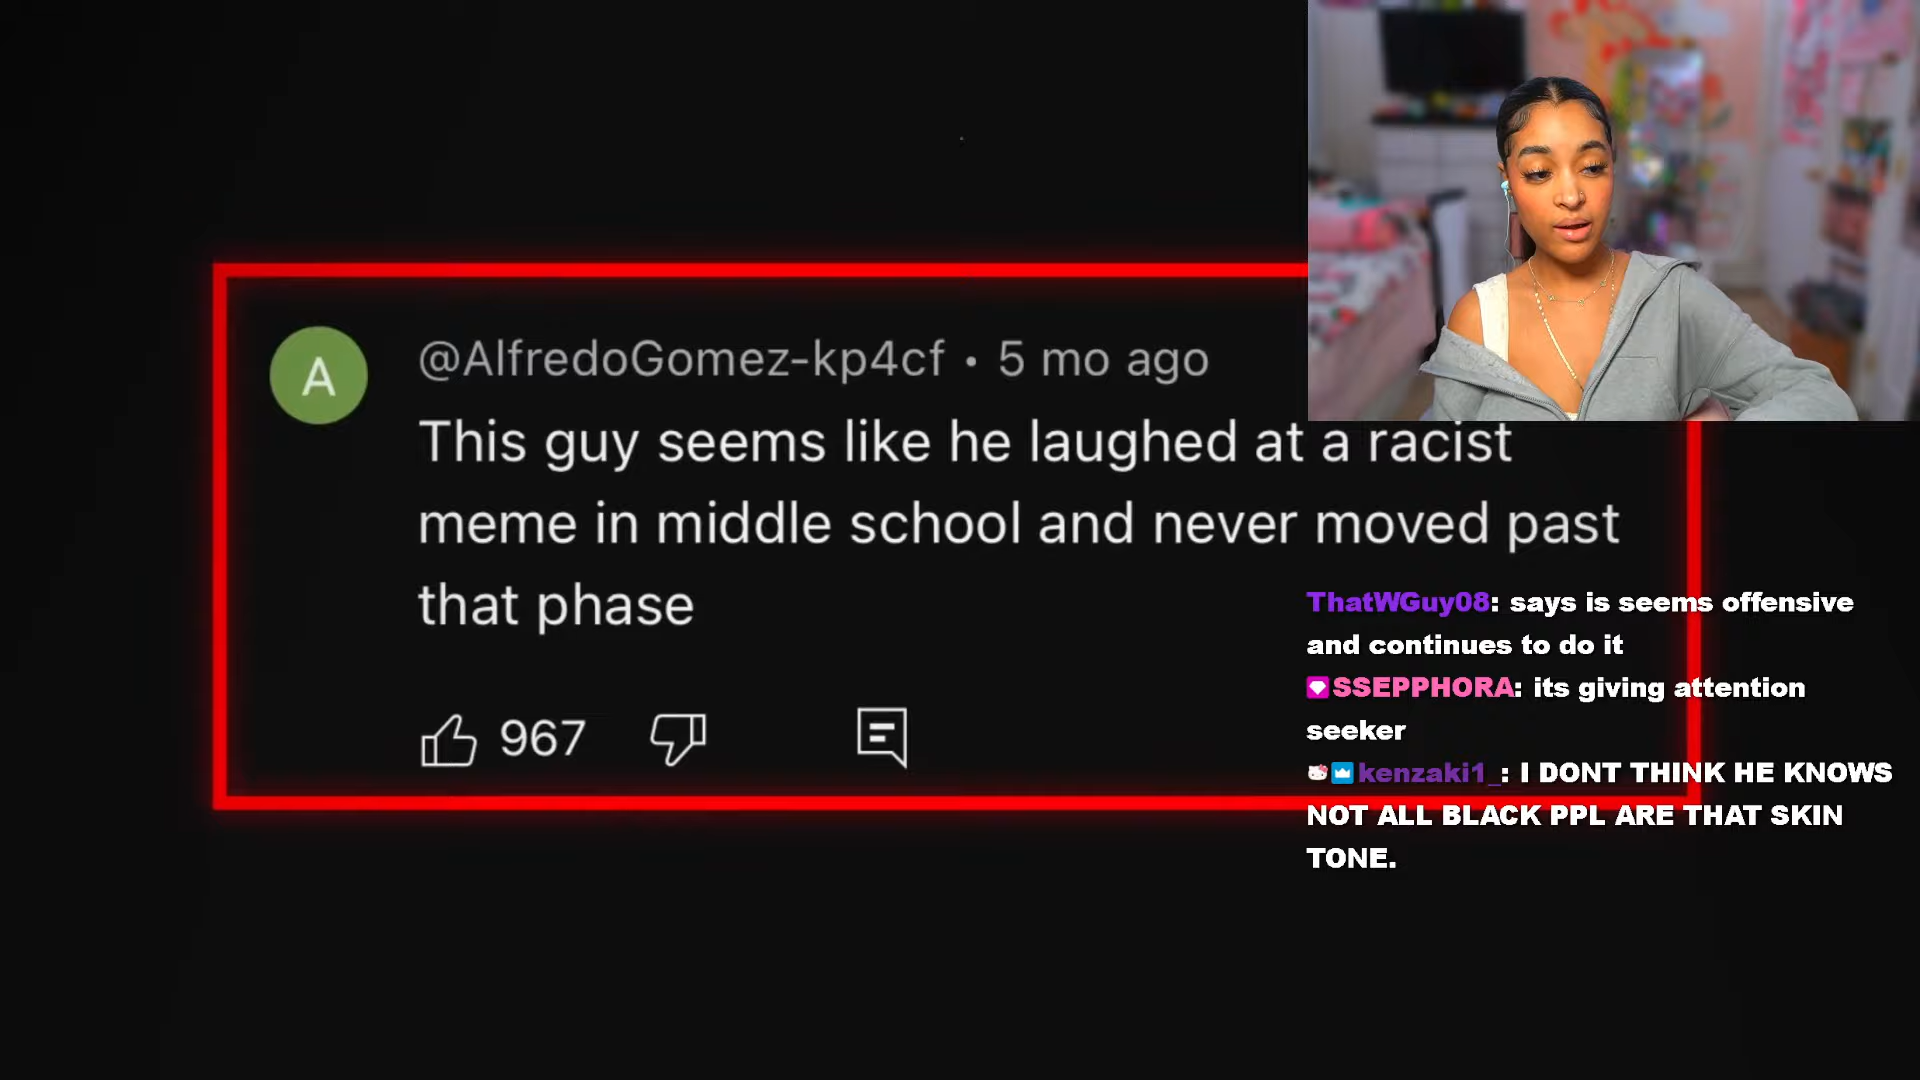 A
@AlfredoGomez-kp4cf • 5 mo ago
This guy seems like he laughed at a racist
meme in middle school and never moved past
that phase
967
ThatWGuy08: says is seems offensive
and continues to do it
SSEPPHORA: its giving attention
seeker
kenzaki1_: I DONT THINK HE KNOWS
NOT ALL BLACK PPL ARE THAT SKIN
TONE.